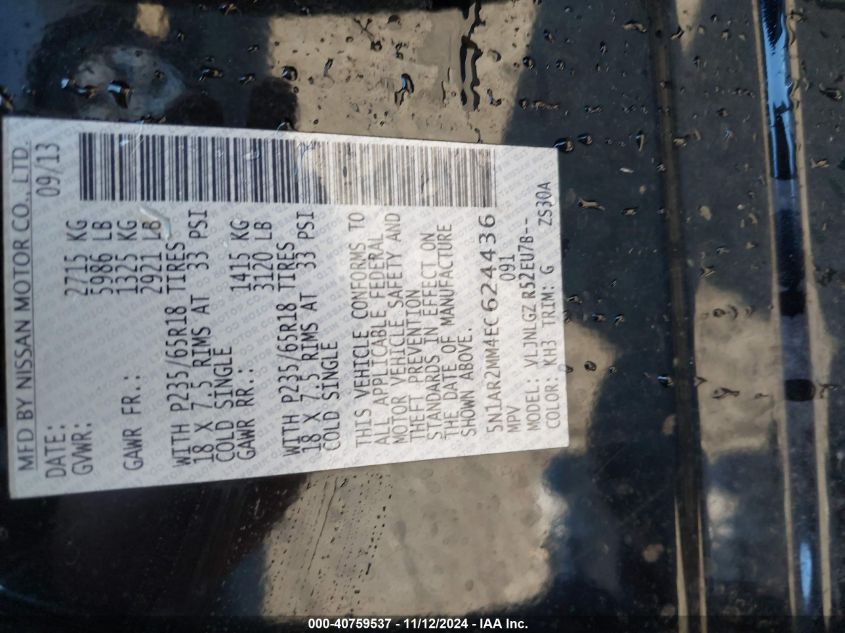 MFD BY NISSAN MOTOR CO., LTD.
DATE: 09/13
GVWR: 2715 KG
5986 LB
GAWR FR.: 1325 KG
2921 LB
WITH P235/65R18 TIRES
18 X 7.5 RIMS AT 33 PSI
COLD SINGLE
GAWR RR.: 1415 KG
3120 LB
WITH P235/65R18 TIRES
18 X 7.5 RIMS AT 33 PSI
COLD SINGLE
THIS VEHICLE CONFORMS TO
ALL APPLICABLE FEDERAL
MOTOR VEHICLE SAFETY AND
THEFT PREVENTION
STANDARDS IN EFFECT ON
THE DATE OF MANUFACTURE
SHOWN ABOVE.
5N1AR2MM4EC624436
MPV 091
MODEL: VLJNLGZ R52EU7B--
COLOR: KH3 TRIM: G ZS30A
000-40759537 - 11/12/2024 - IAA Inc.